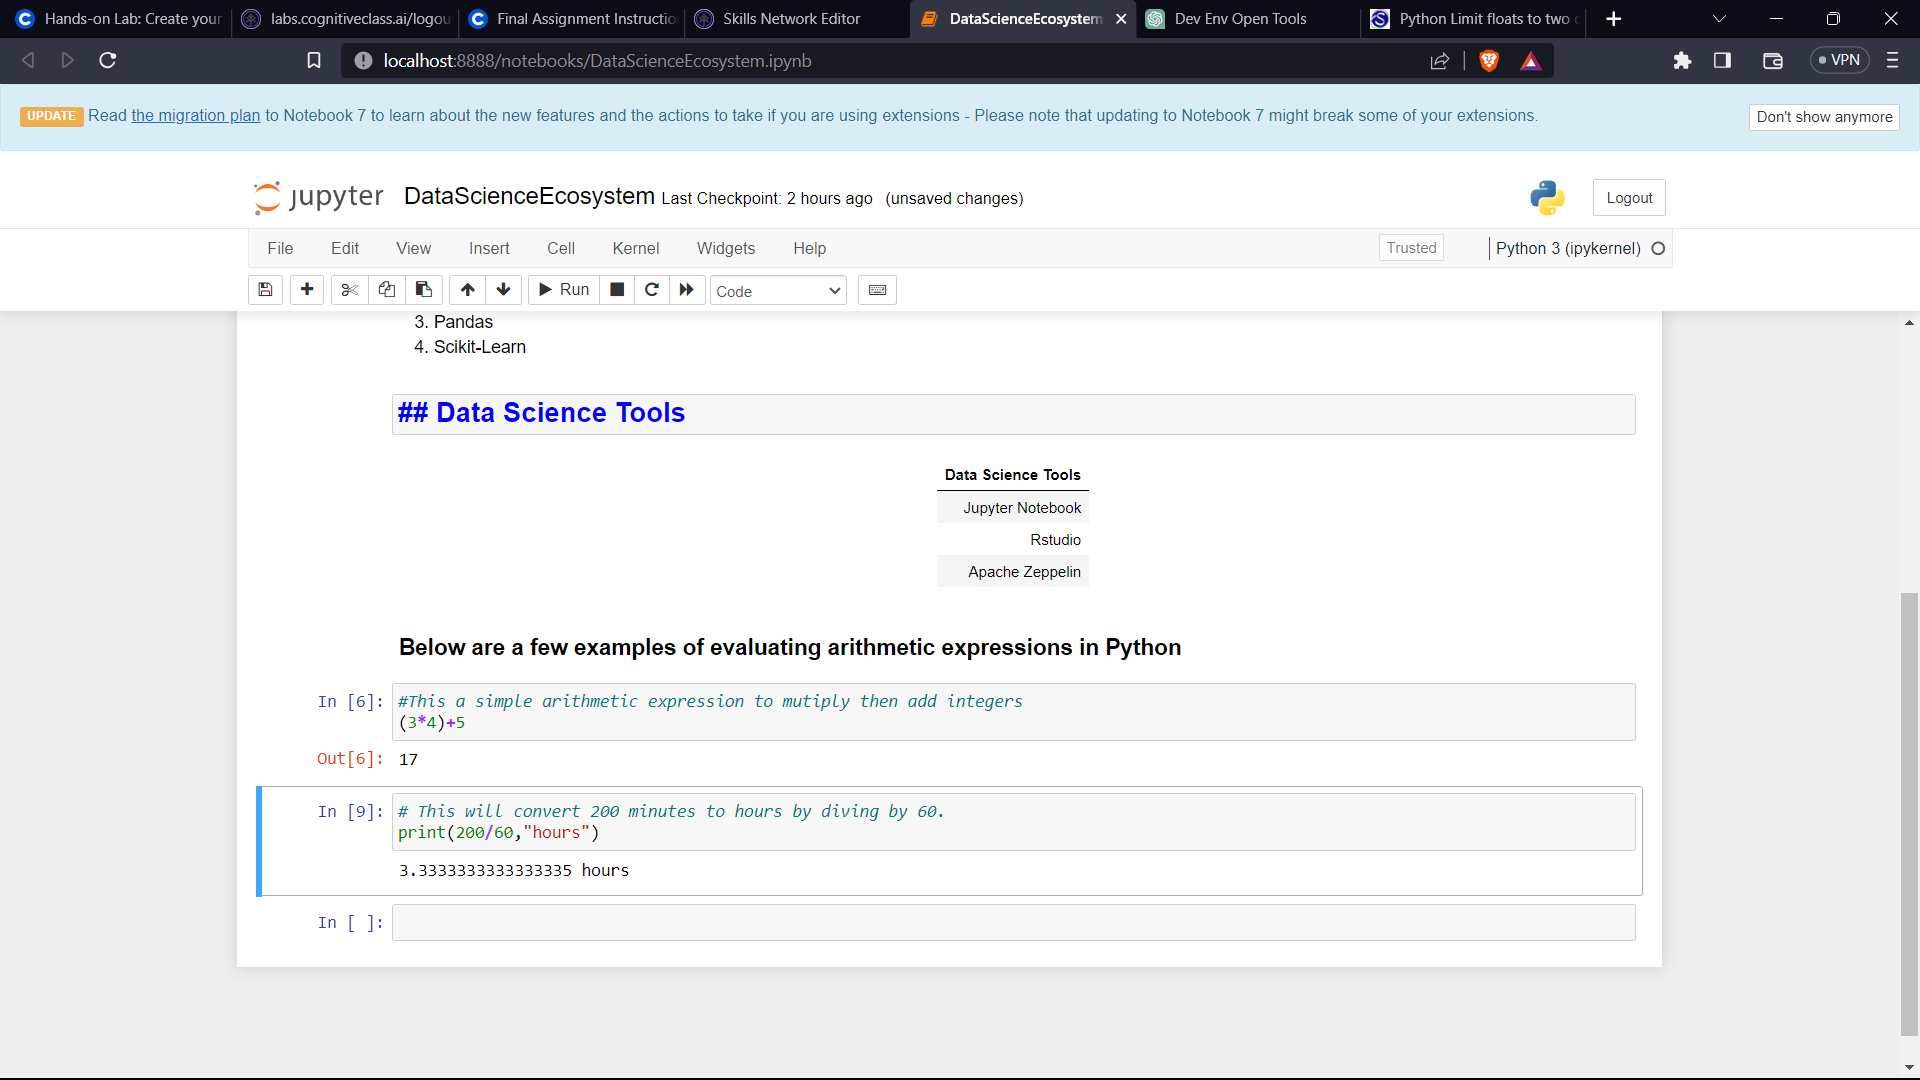 Hands-on Lab: Create your
labs.cognitiveclass.ai/logou
Final Assignment Instructio
Skills Network Editor
DataScienceEcosystem
Dev Env Open Tools
Python Limit floats to two
localhost:8888/notebooks/DataScienceEcosystem.ipynb
VPN
UPDATE Read the migration plan to Notebook 7 to learn about the new features and the actions to take if you are using extensions - Please note that updating to Notebook 7 might break some of your extensions.
Don't show anymore
jupyter DataScienceEcosystem Last Checkpoint: 2 hours ago (unsaved changes)
Logout
File Edit View Insert Cell Kernel Widgets Help
Trusted
Python 3 (ipykernel)
Run
Code
3. Pandas
4. Scikit-Learn
## Data Science Tools
Data Science Tools
Jupyter Notebook
Rstudio
Apache Zeppelin
Below are a few examples of evaluating arithmetic expressions in Python
In [6]: #This a simple arithmetic expression to mutiply then add integers
(3*4)+5
Out[6]: 17
In [9]: # This will convert 200 minutes to hours by diving by 60.
print(200/60,"hours")
3.3333333333333335 hours
In [ ]: